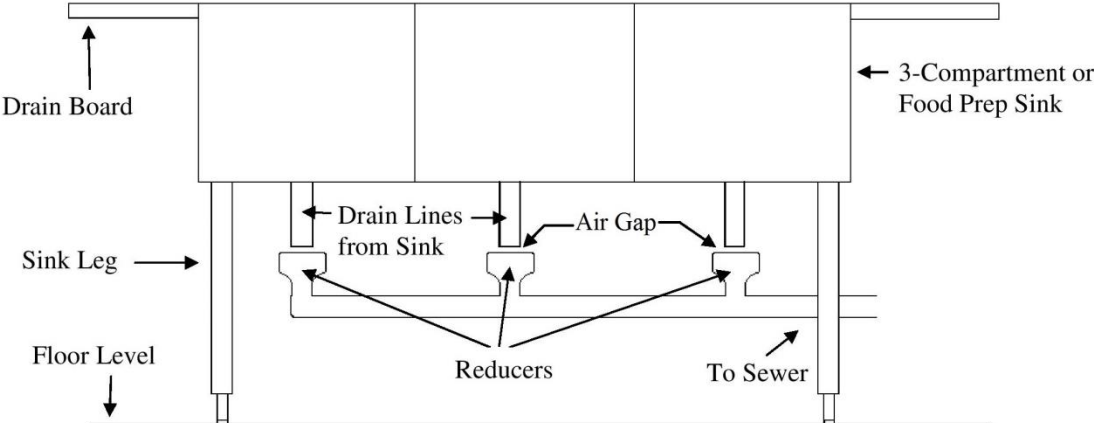 Drain Board
3-Compartment or
Food Prep Sink
Drain Lines
from Sink
Air Gap
Sink Leg
Floor Level
Reducers
To Sewer